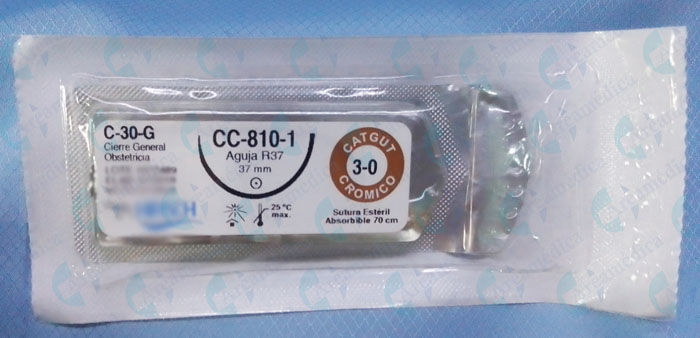 C-30-G
Cierre General
Obstetricia
CC-810-1
Aguja R37
37 mm
25 °C
max.
CATGUT
3-0
CROMICO
Sutura Estéril
Absorbible 70 cm